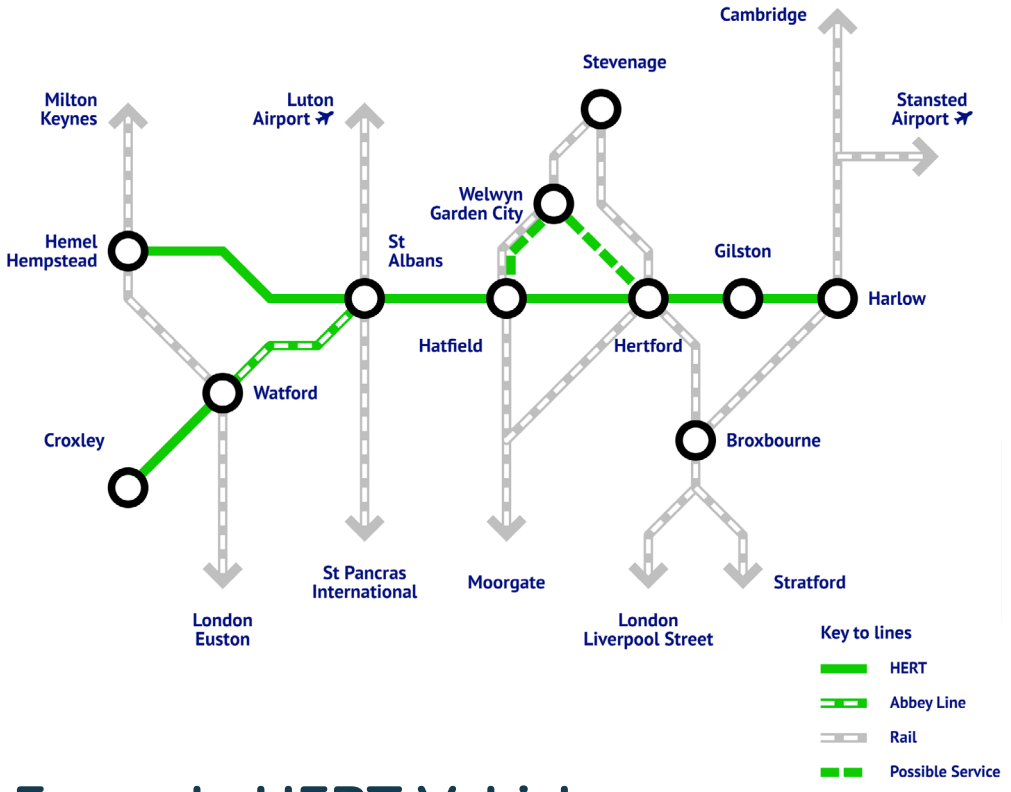 Cambridge
Stevenage
Milton
Keynes
Luton
Airport
Stansted
Airport
Welwyn
Garden City
Hemel
Hempstead
St
Albans
Gilston
Harlow
Hatfield
Hertford
Watford
Croxley
Broxbourne
St Pancras
International
Moorgate
Stratford
London
Euston
London
Liverpool Street
Key to lines
HERT
Abbey Line
Rail
Possible Service